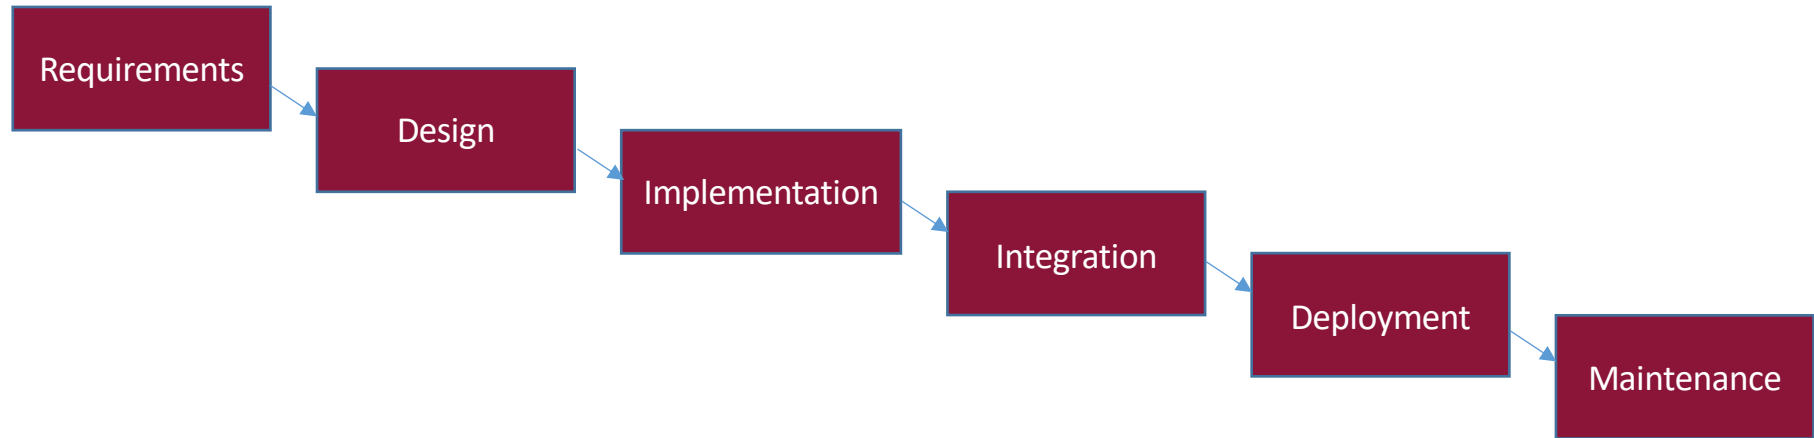 Requirements
Design
Implementation
Integration
Deployment
Maintenance